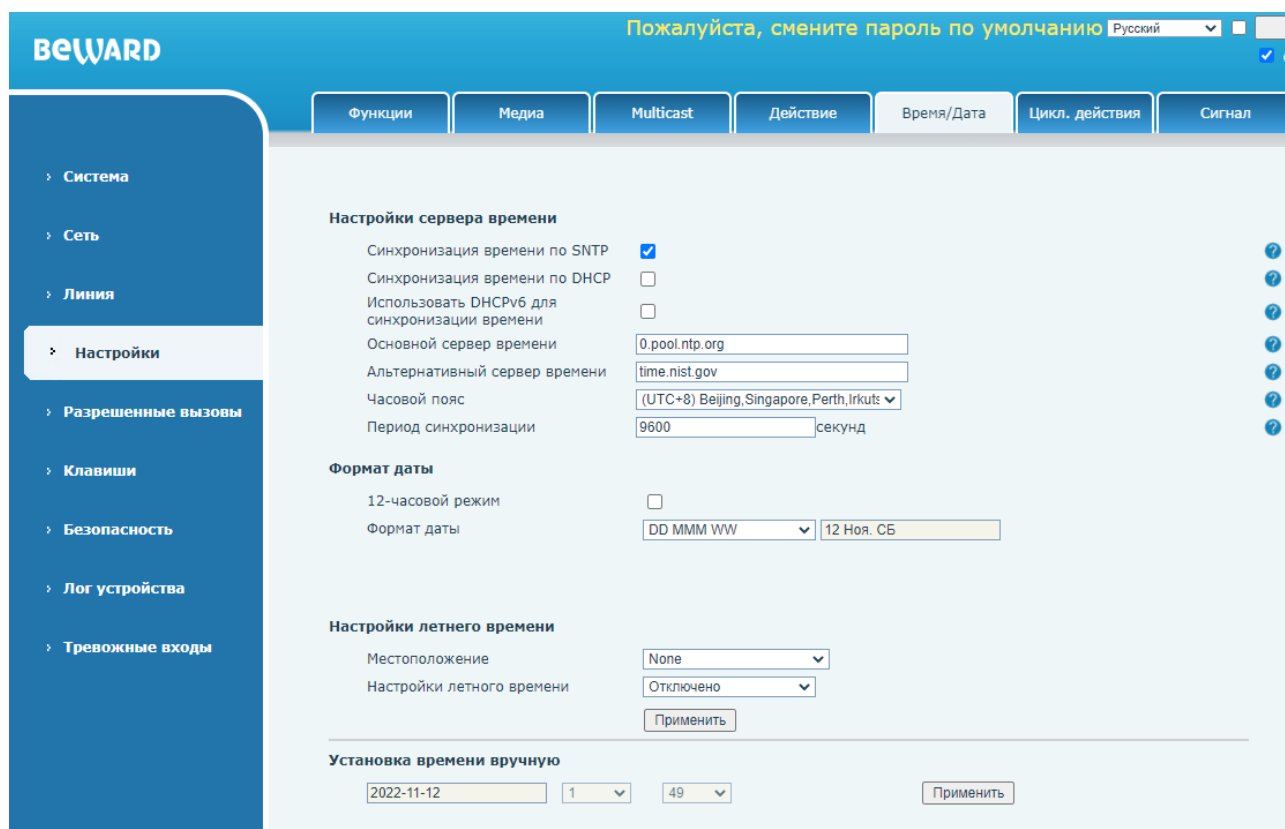 Пожалуйста, смените пароль по умолчанию Русский
BEWARD
Функции Медиа Multicast Действие Время/Дата Цикл. действия Сигнал
Система
Сеть
Линия
Настройки
Разрешенные вызовы
Клавиши
Безопасность
Лог устройства
Тревожные входы
Настройки сервера времени
Синхронизация времени по SNTP
Синхронизация времени по DHCP
Использовать DHCPv6 для
синхронизации времени
Основной сервер времени 0.pool.ntp.org
Альтернативный сервер времени time.nist.gov
Часовой пояс (UTC+8) Beijing,Singapore,Perth,Irkuts
Период синхронизации 9600 секунд
Формат даты
12-часовой режим
Формат даты DD MMM WW 12 Ноя. СБ
Настройки летнего времени
Местоположение None
Настройки летного времени Отключено
Применить
Установка времени вручную
2022-11-12 1 49 Применить